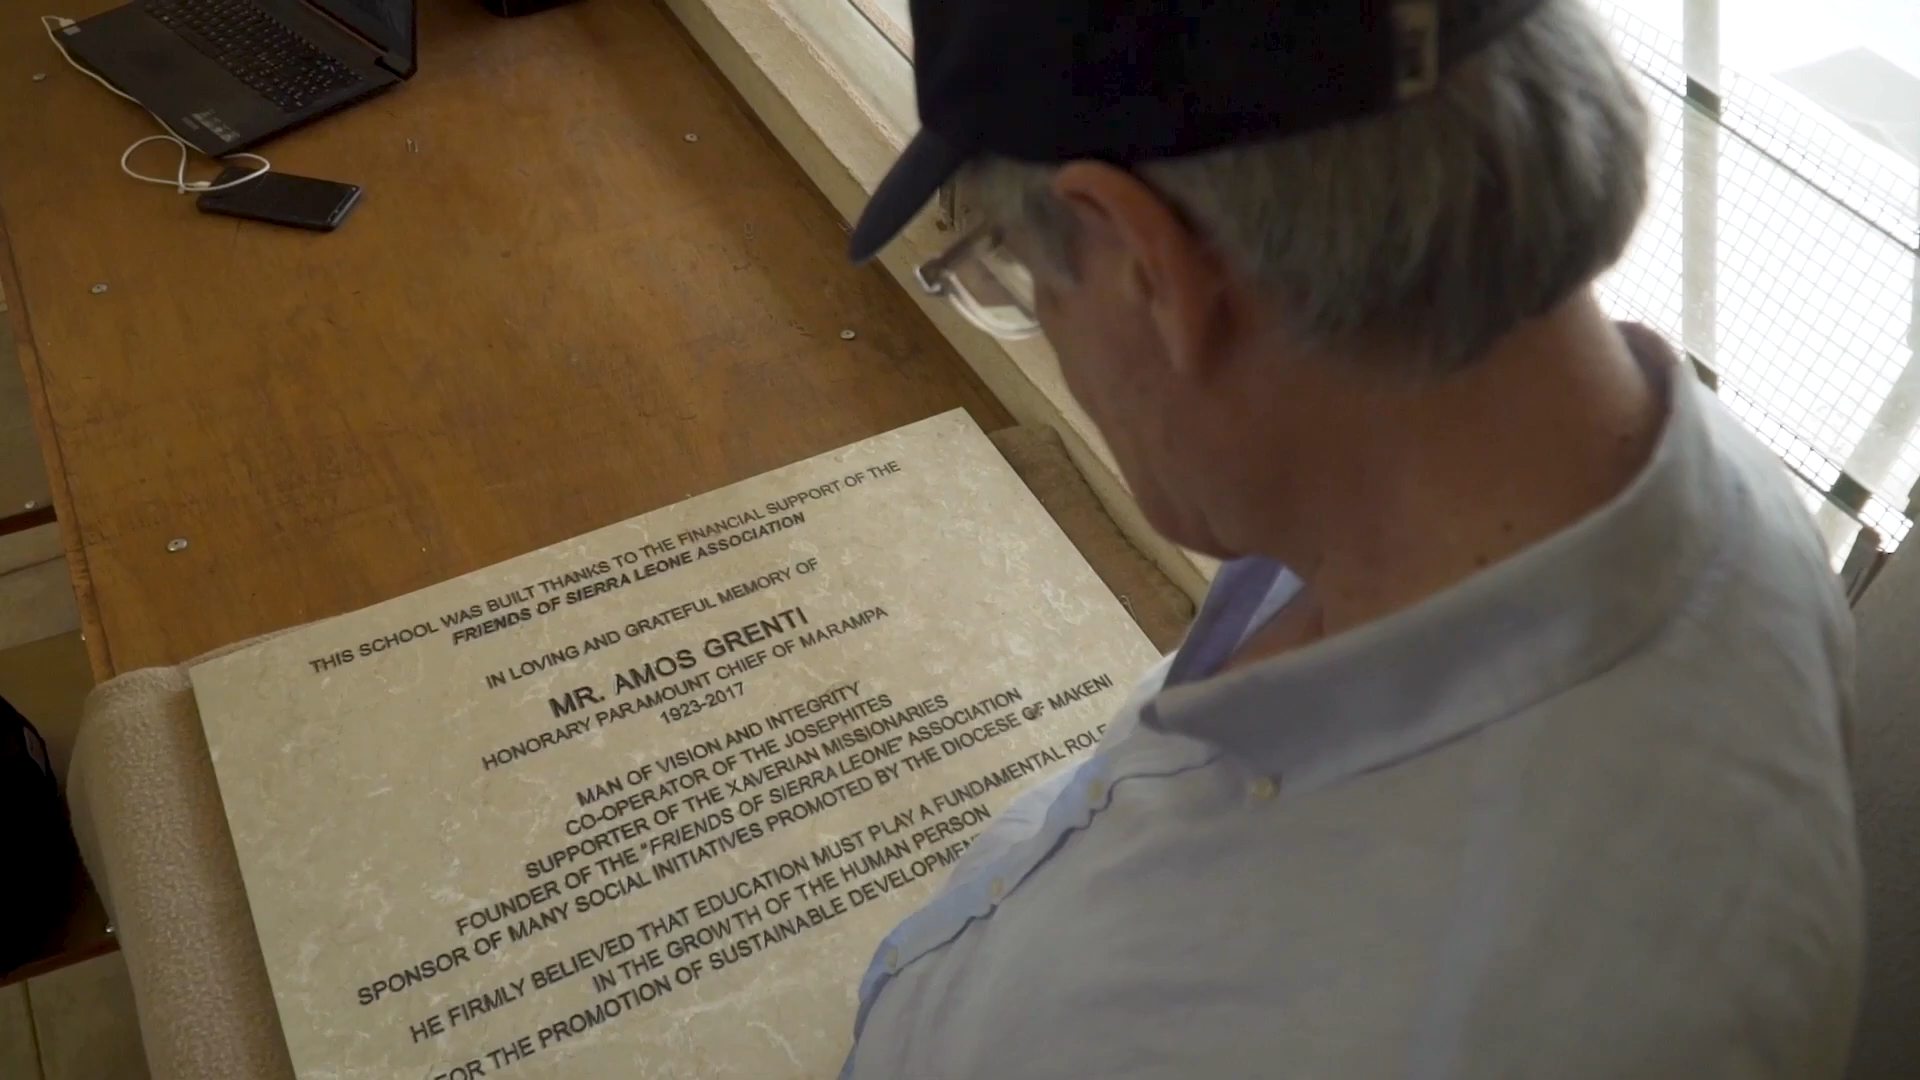 THIS SCHOOL WAS BUILT THANKS TO THE FINANCIAL SUPPORT OF THE
FRIENDS OF SIERRA LEONE ASSOCIATION
IN LOVING AND GRATEFUL MEMORY OF
MR. AMOS GRENTI
HONORARY PARAMOUNT CHIEF OF MARAMPA
1923-2017
MAN OF VISION AND INTEGRITY
CO-OPERATOR OF THE JOSEPHITES
SUPPORTER OF THE XAVERIAN MISSIONARIES
FOUNDER OF THE "FRIENDS OF SIERRA LEONE" ASSOCIATION
SPONSOR OF MANY SOCIAL INITIATIVES PROMOTED BY THE DIOCESE OF MAKENI
HE FIRMLY BELIEVED THAT EDUCATION MUST PLAY A FUNDAMENTAL ROLE
IN THE GROWTH OF THE HUMAN PERSON
FOR THE PROMOTION OF SUSTAINABLE DEVELOPMEN